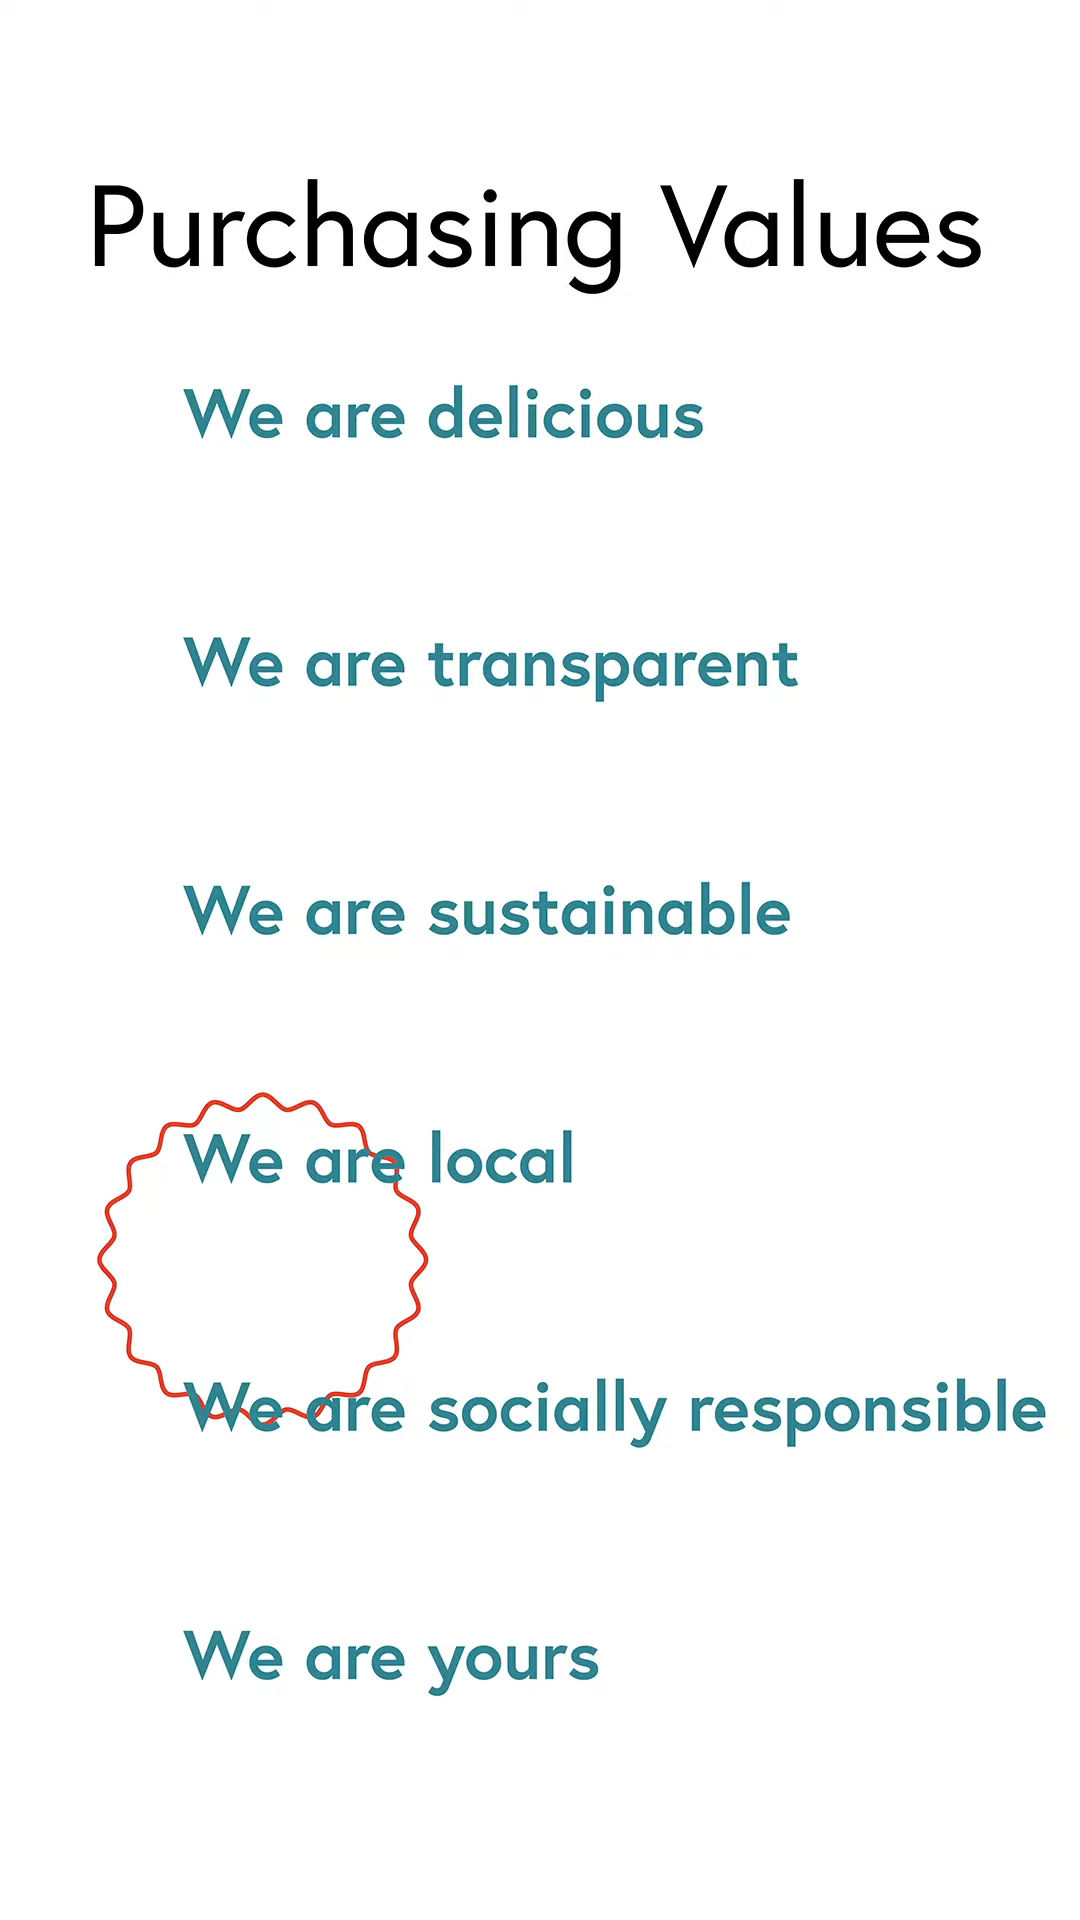 Purchasing Values
We are delicious
We are transparent
We are sustainable
We are local
We are socially responsible
We are yours